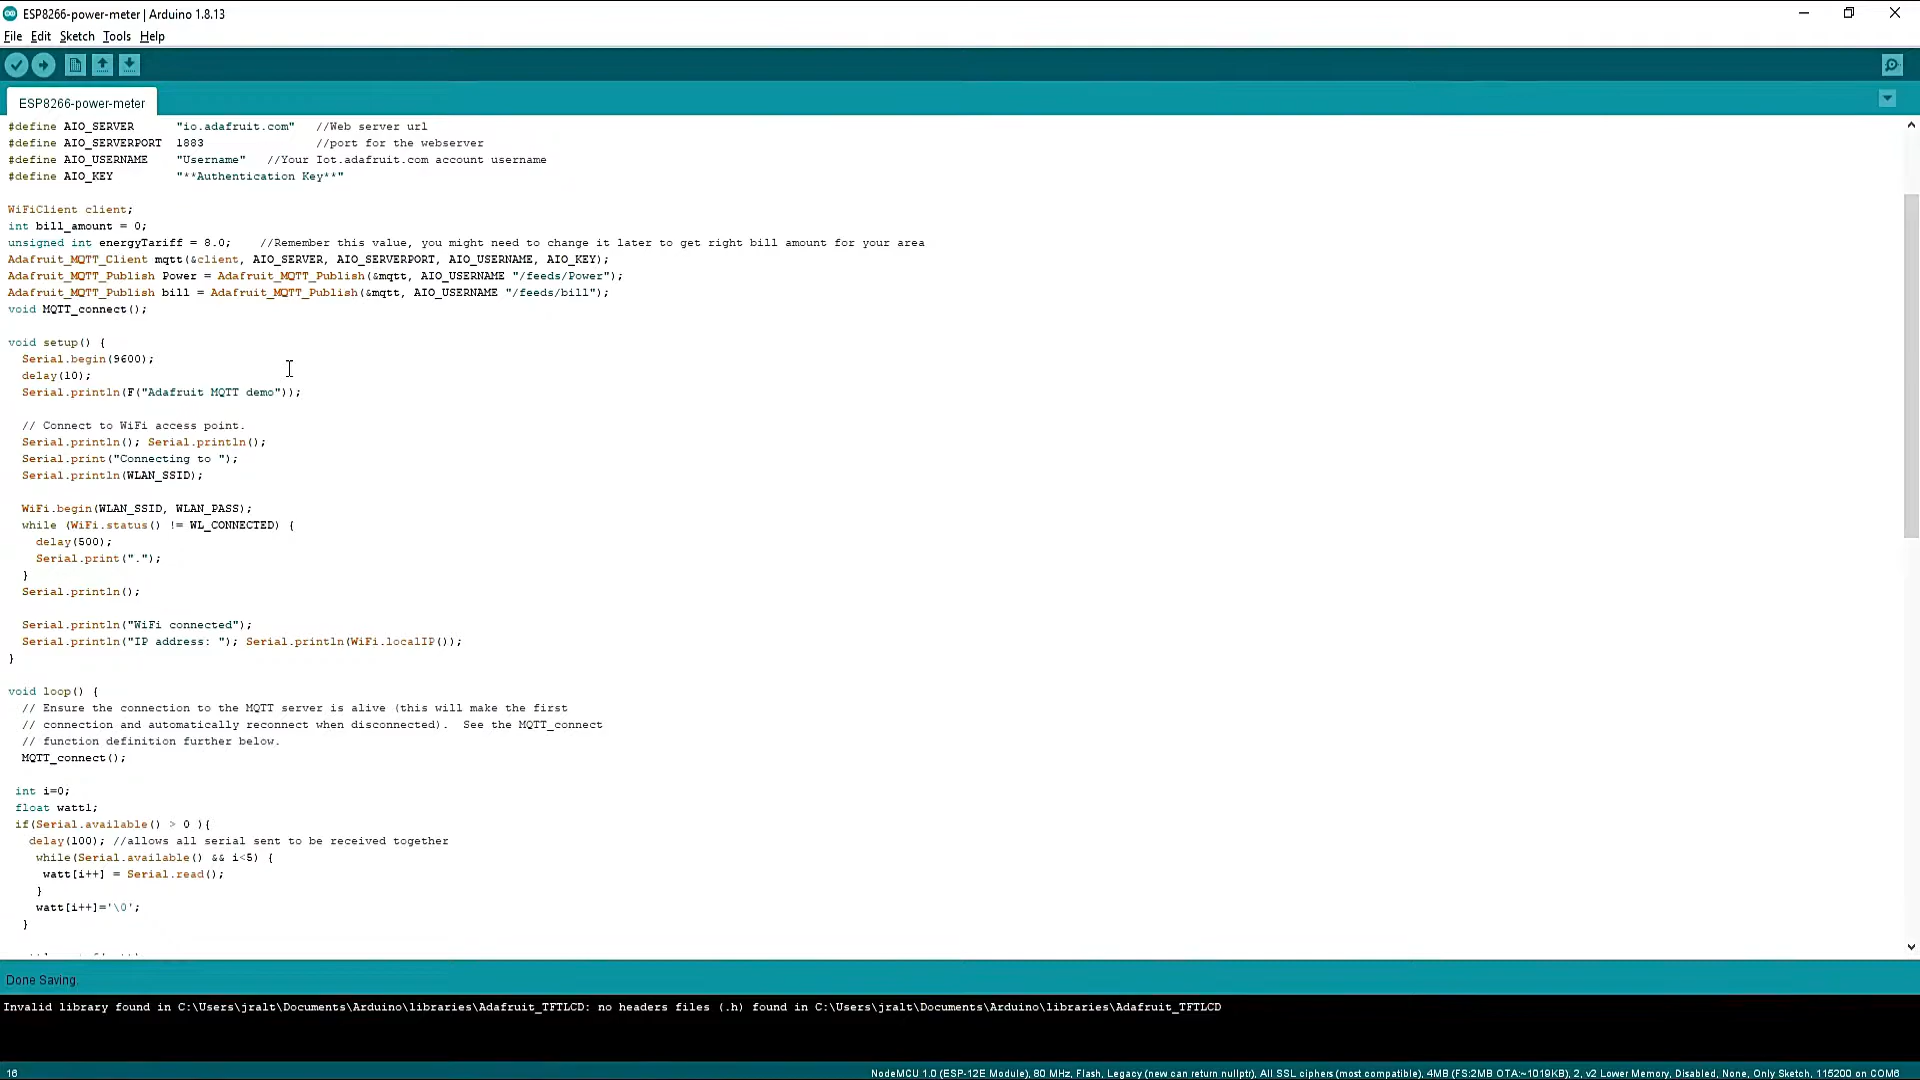 ESP8266-power-meter | Arduino 1.8.13
File Edit Sketch Tools Help
ESP8266-power-meter
#define AIO_SERVER      "io.adafruit.com"   //Web server url
#define AIO_SERVERPORT  1883                //port for the webserver
#define AIO_USERNAME    "Username"   //Your Iot.adafruit.com account username
#define AIO_KEY         "**Authentication Key**"
WiFiClient client;
int bill_amount = 0;
unsigned int energyTariff = 8.0;    //Remember this value, you might need to change it later to get right bill amount for your area
Adafruit_MQTT_Client mqtt(&client, AIO_SERVER, AIO_SERVERPORT, AIO_USERNAME, AIO_KEY);
Adafruit_MQTT_Publish Power = Adafruit_MQTT_Publish(&mqtt, AIO_USERNAME "/feeds/Power");
Adafruit_MQTT_Publish bill = Adafruit_MQTT_Publish(&mqtt, AIO_USERNAME "/feeds/bill");
void MQTT_connect();
void setup() {
  Serial.begin(9600);
  delay(10);
  Serial.println(F("Adafruit MQTT demo"));
  // Connect to WiFi access point.
  Serial.println(); Serial.println();
  Serial.print("Connecting to ");
  Serial.println(WLAN_SSID);
  WiFi.begin(WLAN_SSID, WLAN_PASS);
  while (WiFi.status() != WL_CONNECTED) {
    delay(500);
    Serial.print(".");
  }
  Serial.println();
  Serial.println("WiFi connected");
  Serial.println("IP address: "); Serial.println(WiFi.localIP());
}
void loop() {
  // Ensure the connection to the MQTT server is alive (this will make the first
  // connection and automatically reconnect when disconnected).  See the MQTT_connect
  // function definition further below.
  MQTT_connect();
 int i=0;
 float watt1;
 if(Serial.available() > 0 ){
   delay(100); //allows all serial sent to be received together
    while(Serial.available() && i<5) {
     watt[i++] = Serial.read();
    }
    watt[i++]='\0';
  }
Done Saving.
Invalid library found in C:\Users\jralt\Documents\Arduino\libraries\Adafruit_TFTLCD: no headers files (.h) found in C:\Users\jralt\Documents\Arduino\libraries\Adafruit_TFTLCD
16
NodeMCU 1.0 (ESP-12E Module), 80 MHz, Flash, Legacy (new can return nullptr), All SSL ciphers (most compatible), 4MB (FS:2MB OTA:~1019KB), 2, v2 Lower Memory, Disabled, None, Only Sketch, 115200 on COM6